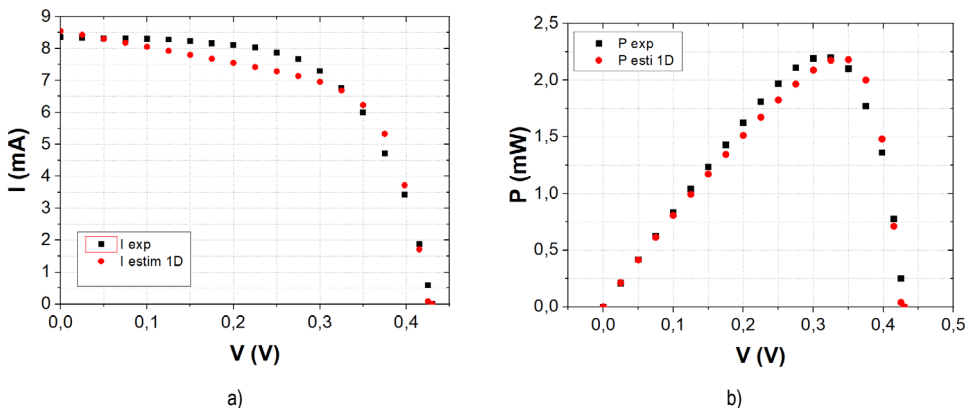 9
8
7
6
5
4
3
2
1
0
I (mA)
I exp
I estim 1D
0,0 0,1 0,2 0,3 0,4
V (V)
a)
2,5
2,0
1,5
1,0
0,5
0,0
P (mW)
P exp
P esti 1D
0,0 0,1 0,2 0,3 0,4 0,5
V (V)
b)